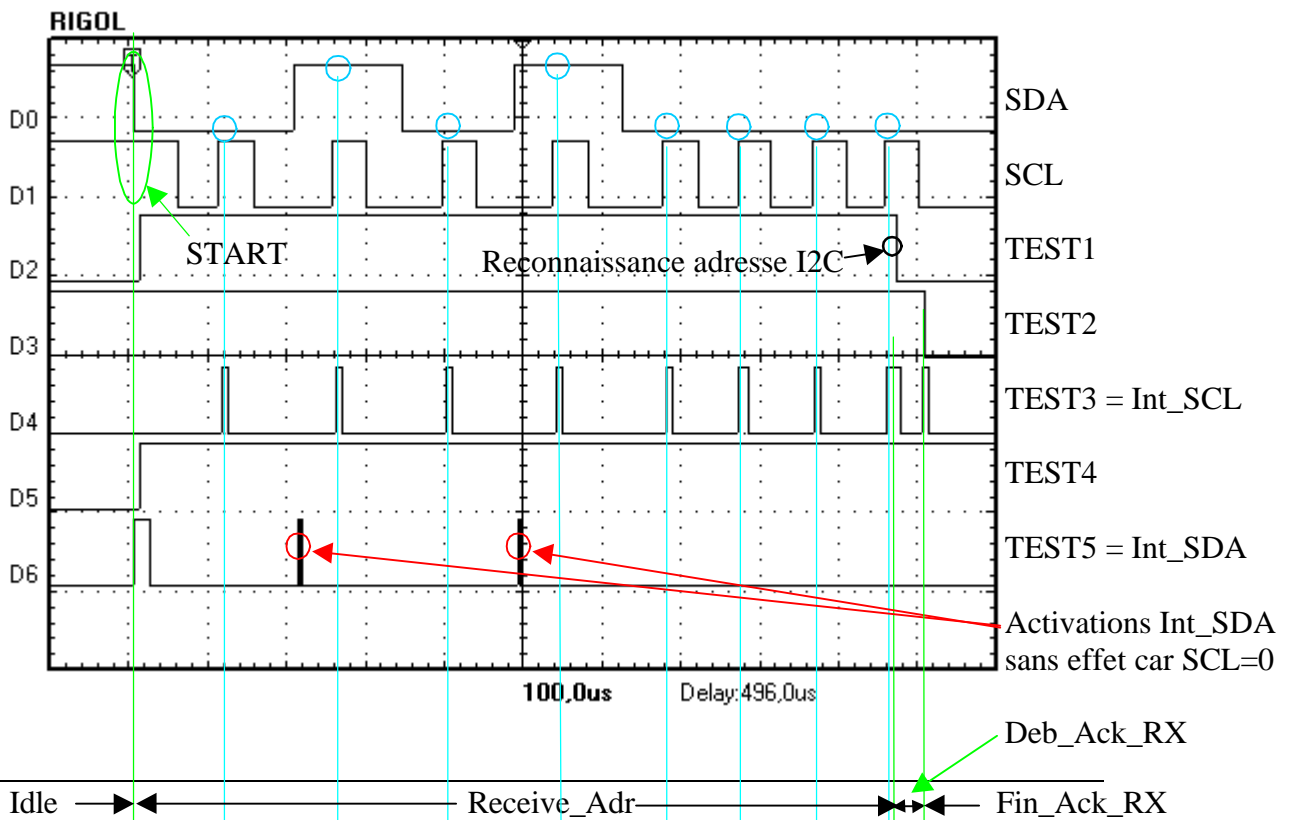 RIGOL
D0
SDA
D1
SCL
START
Reconnaissance adresse I2C
D2
TEST1
D3
TEST2
D4
TEST3 = Int_SCL
D5
TEST4
D6
TEST5 = Int_SDA
Activations Int_SDA
sans effet car SCL=0
100,0us Delay:496,0us
Deb_Ack_RX
Idle Receive_Adr Fin_Ack_RX